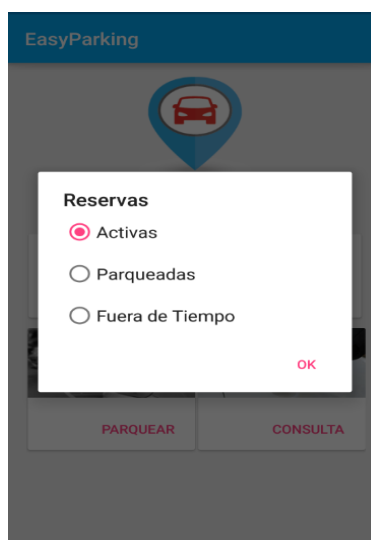 EasyParking
Reservas
Activas
Parqueadas
Fuera de Tiempo
OK
PARQUEAR
CONSULTA